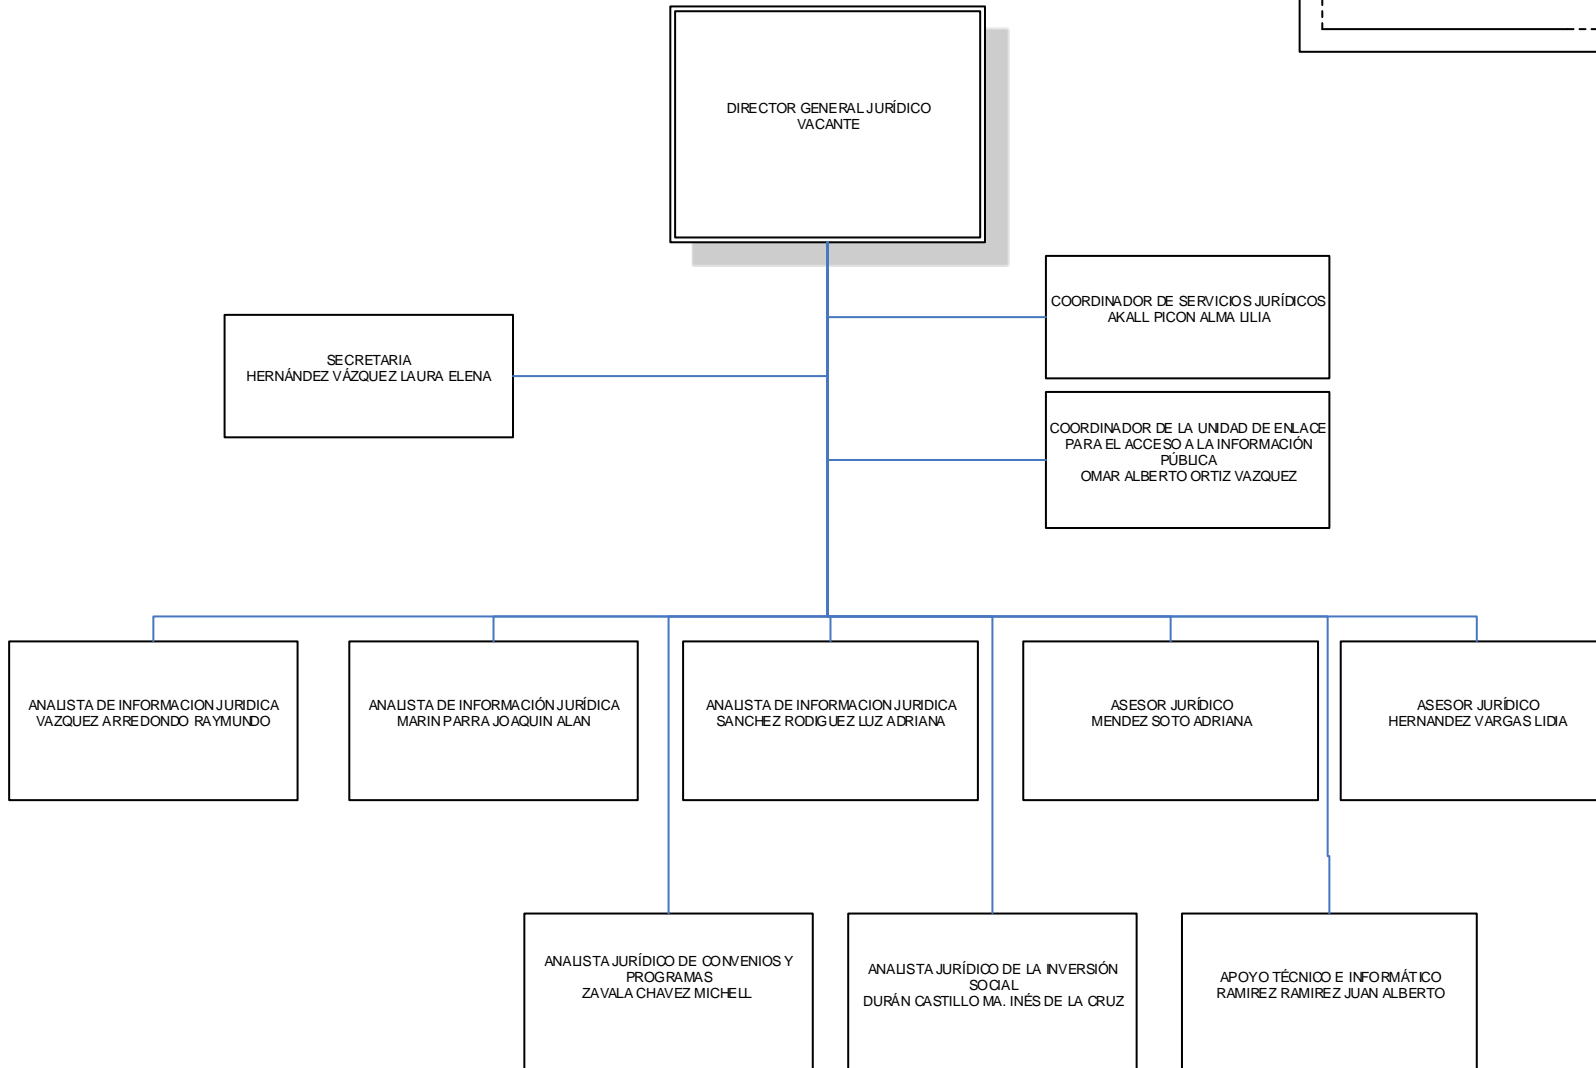 DIRECTOR GENERAL JURÍDICO
VACANTE
COORDINADOR DE SERVICIOS JURÍDICOS
AKALL PICON ALMA LILIA
SECRETARIA
HERNÁNDEZ VÁZQUEZ LAURA ELENA
COORDINADOR DE LA UNIDAD DE ENLACE
PARA EL ACCESO A LA INFORMACIÓN
PÚBLICA
OMAR ALBERTO ORTIZ VAZQUEZ
ANALISTA DE INFORMACION JURIDICA
VAZQUEZ ARREDONDO RAYMUNDO
ANALISTA DE INFORMACIÓN JURÍDICA
MARIN PARRA JOAQUIN ALAN
ANALISTA DE INFORMACION JURIDICA
SANCHEZ RODIGUEZ LUZ ADRIANA
ASESOR JURÍDICO
MENDEZ SOTO ADRIANA
ASESOR JURÍDICO
HERNANDEZ VARGAS LIDIA
ANALISTA JURÍDICO DE CONVENIOS Y
PROGRAMAS
ZAVALA CHAVEZ MICHELL
ANALISTA JURÍDICO DE LA INVERSIÓN
SOCIAL
DURÁN CASTILLO MA. INÉS DE LA CRUZ
APOYO TÉCNICO E INFORMÁTICO
RAMIREZ RAMIREZ JUAN ALBERTO